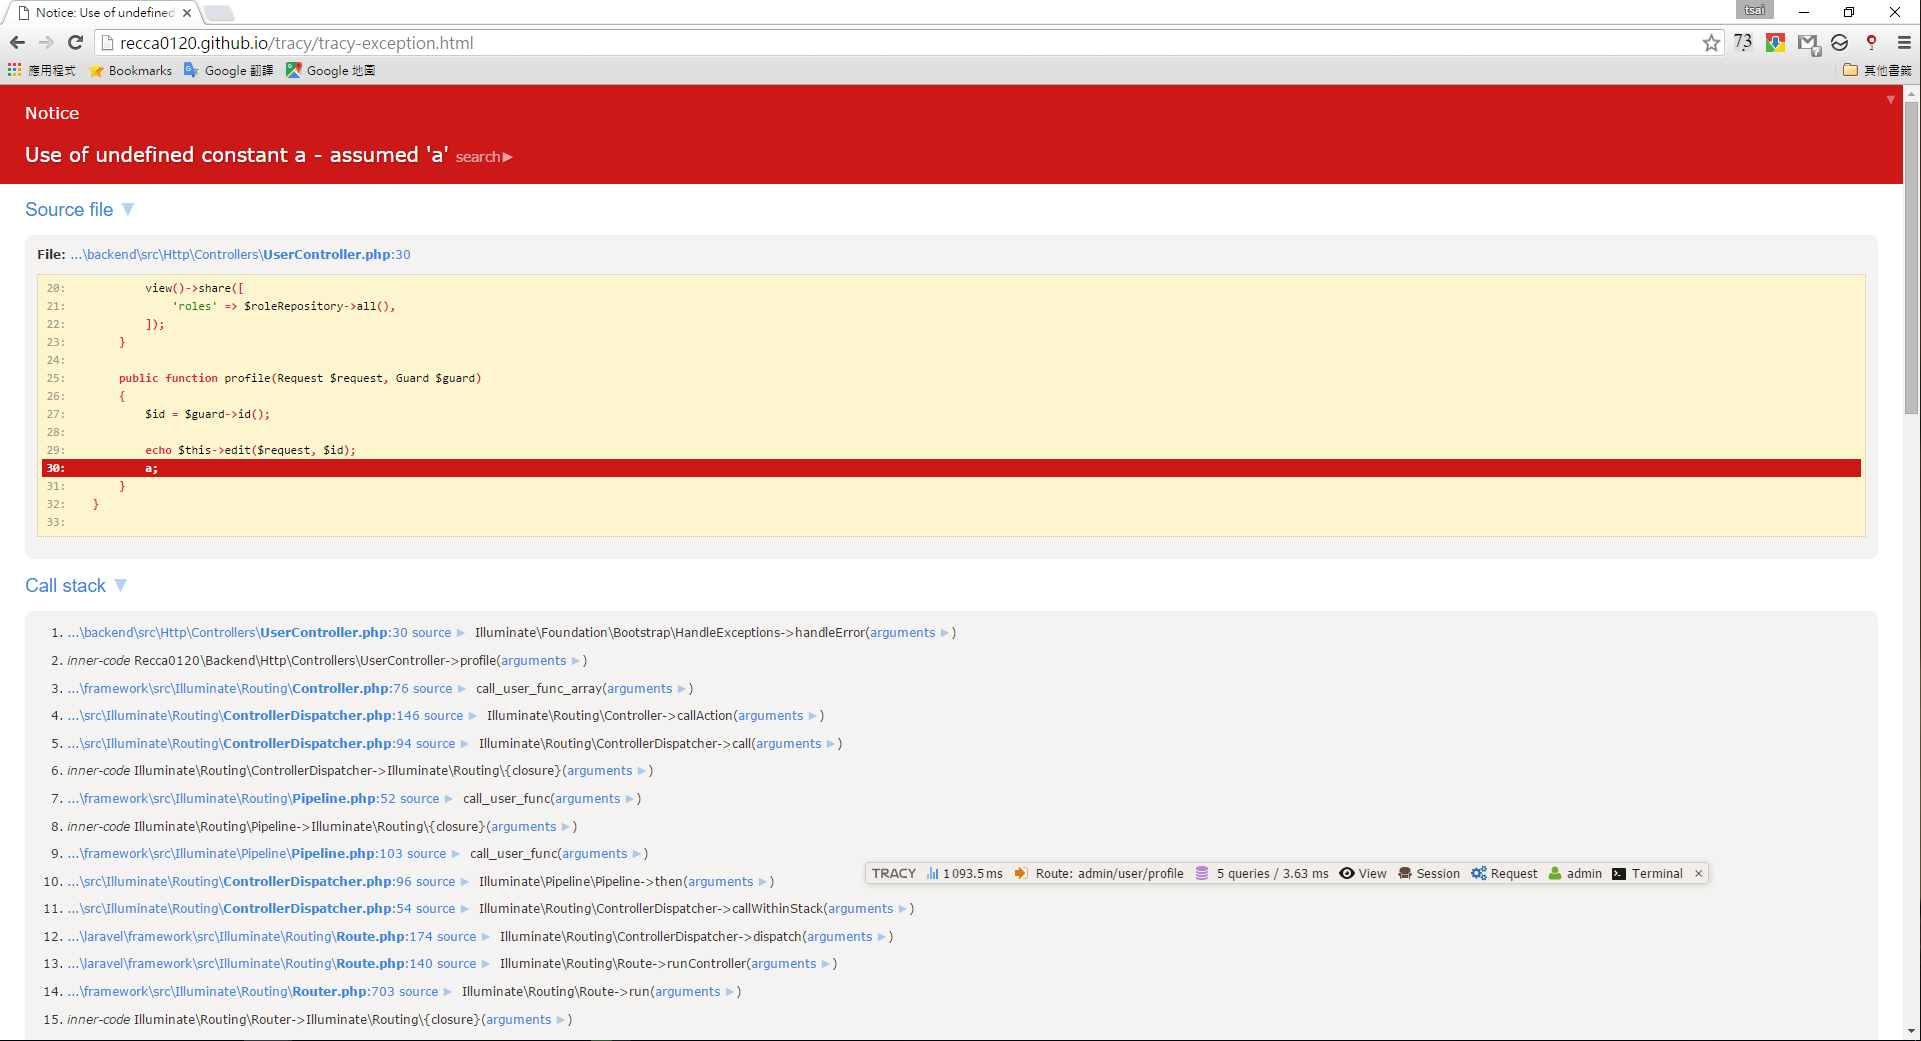 Notice: Use of undefined
tsai
recca0120.github.io/tracy/tracy-exception.html
73
應用程式 Bookmarks Google 翻譯 Google 地圖 其他書籤
Notice
Use of undefined constant a - assumed 'a' search►
Source file ▼
File: ...\backend\src\Http\Controllers\UserController.php:30
20: view()->share([
21: 'roles' => $roleRepository->all(),
22: ]);
23: }
24:
25: public function profile(Request $request, Guard $guard)
26: {
27: $id = $guard->id();
28:
29: echo $this->edit($request, $id);
30: a;
31: }
32: }
33:
Call stack ▼
1. ...\backend\src\Http\Controllers\UserController.php:30 source ► Illuminate\Foundation\Bootstrap\HandleExceptions->handleError(arguments ►)
2. inner-code Recca0120\Backend\Http\Controllers\UserController->profile(arguments ►)
3. ...\framework\src\Illuminate\Routing\Controller.php:76 source ► call_user_func_array(arguments ►)
4. ...\src\Illuminate\Routing\ControllerDispatcher.php:146 source ► Illuminate\Routing\Controller->callAction(arguments ►)
5. ...\src\Illuminate\Routing\ControllerDispatcher.php:94 source ► Illuminate\Routing\ControllerDispatcher->call(arguments ►)
6. inner-code Illuminate\Routing\ControllerDispatcher->Illuminate\Routing\{closure}(arguments ►)
7. ...\framework\src\Illuminate\Routing\Pipeline.php:52 source ► call_user_func(arguments ►)
8. inner-code Illuminate\Routing\Pipeline->Illuminate\Routing\{closure}(arguments ►)
9. ...\framework\src\Illuminate\Pipeline\Pipeline.php:103 source ► call_user_func(arguments ►)
TRACY 1 093.5 ms Route: admin/user/profile 5 queries / 3.63 ms View Session Request admin Terminal ×
10. ...\src\Illuminate\Routing\ControllerDispatcher.php:96 source ► Illuminate\Pipeline\Pipeline->then(arguments ►)
11. ...\src\Illuminate\Routing\ControllerDispatcher.php:54 source ► Illuminate\Routing\ControllerDispatcher->callWithinStack(arguments ►)
12. ...\laravel\framework\src\Illuminate\Routing\Route.php:174 source ► Illuminate\Routing\ControllerDispatcher->dispatch(arguments ►)
13. ...\laravel\framework\src\Illuminate\Routing\Route.php:140 source ► Illuminate\Routing\Route->runController(arguments ►)
14. ...\framework\src\Illuminate\Routing\Router.php:703 source ► Illuminate\Routing\Route->run(arguments ►)
15. inner-code Illuminate\Routing\Router->Illuminate\Routing\{closure}(arguments ►)